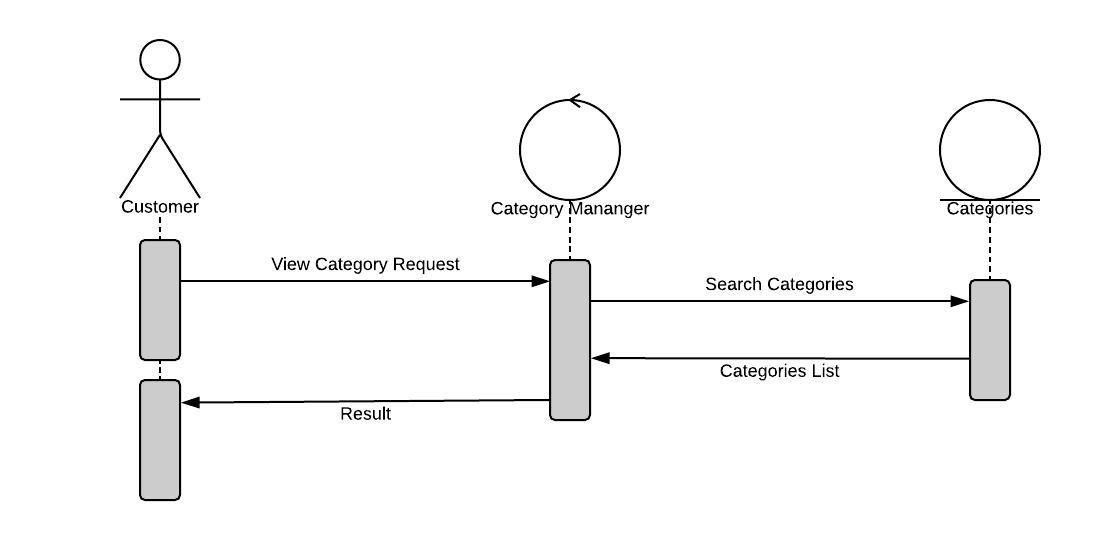 Customer
Category Mananger
Categories
View Category Request
Search Categories
Categories List
Result